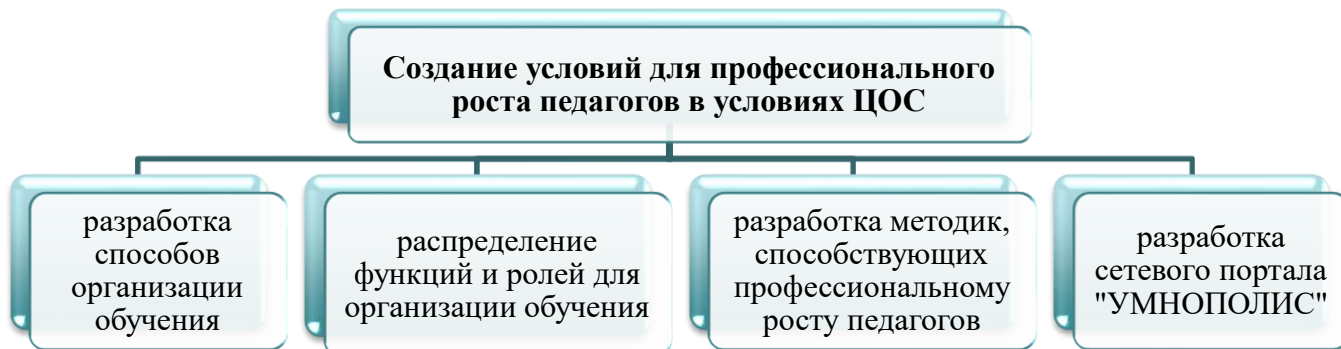 Создание условий для профессионального
роста педагогов в условиях ЦОС
разработка
способов
организации
обучения
распределение
функций и ролей для
организации обучения
разработка методик,
способствующих
профессиональному
росту педагогов
разработка
сетевого портала
"УМНОПОЛИС"